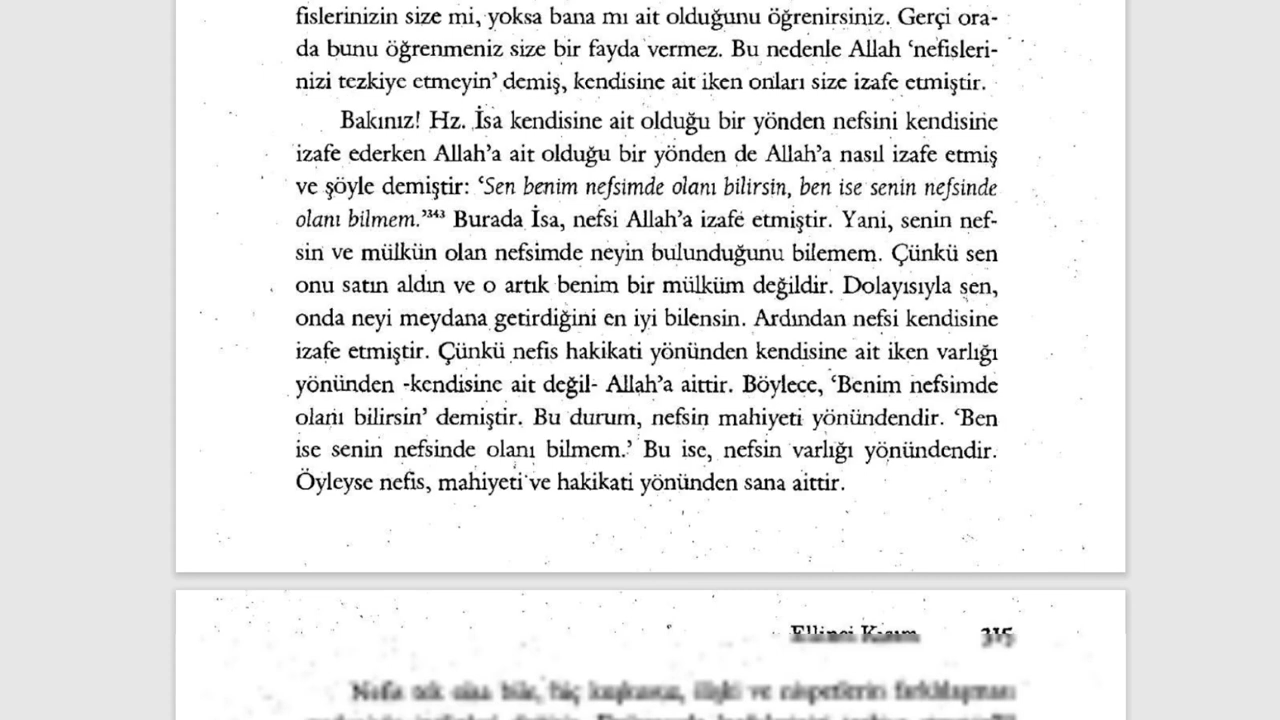 fislerinizin size mi, yoksa bana mı ait olduğunu öğrenirsiniz. Gerçi ora-
da bunu öğrenmeniz size bir fayda vermez. Bu nedenle Allah ‘nefisleri-
nizi tezkiye etmeyin’ demiş, kendisine ait iken onları size izafe etmiştir.
Bakınız! Hz. İsa kendisine ait olduğu bir yönden nefsini kendisine
izafe ederken Allah’a ait olduğu bir yönden de Allah’a nasıl izafe etmiş
ve şöyle demiştir: ‘Sen benim nefsimde olanı bilirsin, ben ise senin nefsinde
olanı bilmem.’³⁴³ Burada İsa, nefsi Allah’a izafe etmiştir. Yani, senin nef-
sin ve mülkün olan nefsimde neyin bulunduğunu bilemem. Çünkü sen
onu satın aldın ve o artık benim bir mülküm değildir. Dolayısıyla sen,
onda neyi meydana getirdiğini en iyi bilensin. Ardından nefsi kendisine
izafe etmiştir. Çünkü nefis hakikati yönünden kendisine ait iken varlığı
yönünden -kendisine ait değil- Allah’a aittir. Böylece, ‘Benim nefsimde
olanı bilirsin’ demiştir. Bu durum, nefsin mahiyeti yönündendir. ‘Ben
ise senin nefsinde olanı bilmem.’ Bu ise, nefsin varlığı yönündendir.
Öyleyse nefis, mahiyeti ve hakikati yönünden sana aittir.
Ellinci Kısım 315